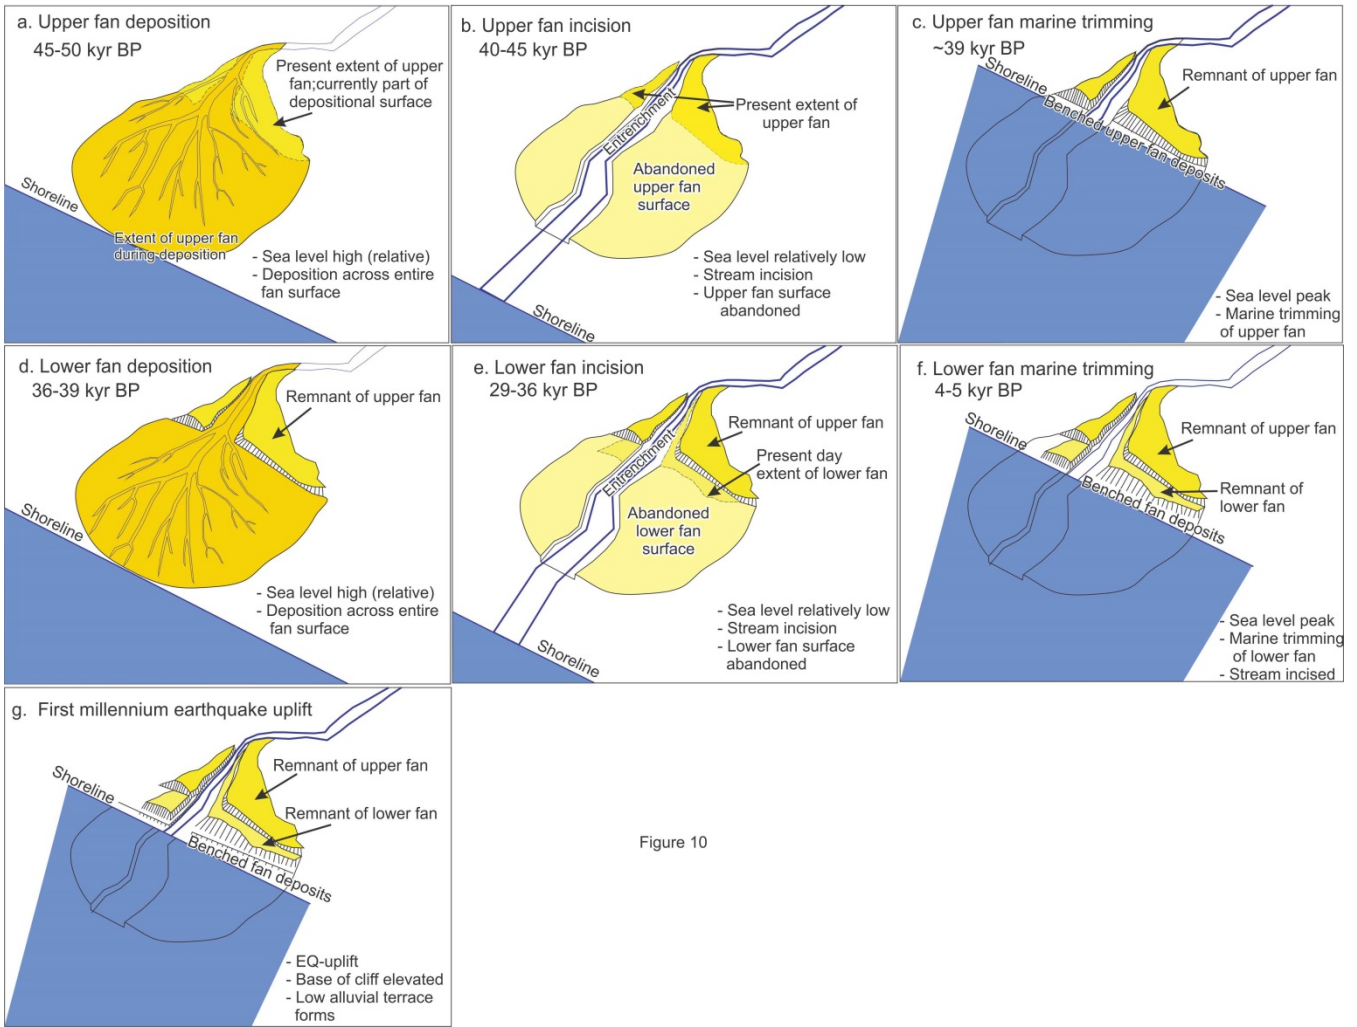 a. Upper fan deposition
45-50 kyr BP
Present extent of upper
fan;currently part of
depositional surface
Shoreline
Extent of upper fan
during deposition
- Sea level high (relative)
- Deposition across entire
fan surface
b. Upper fan incision
40-45 kyr BP
Entrenchment
Present extent of
upper fan
Abandoned
upper fan
surface
- Sea level relatively low
- Stream incision
- Upper fan surface
abandoned
Shoreline
c. Upper fan marine trimming
~39 kyr BP
Shoreline
Remnant of upper fan
Benched upper fan deposits
- Sea level peak
- Marine trimming
of upper fan
d. Lower fan deposition
36-39 kyr BP
Remnant of upper fan
Shoreline
- Sea level high (relative)
- Deposition across entire
fan surface
e. Lower fan incision
29-36 kyr BP
Remnant of upper fan
Entrenchment
Present day
extent of lower fan
Abandoned
lower fan
surface
- Sea level relatively low
- Stream incision
- Lower fan surface
abandoned
Shoreline
f. Lower fan marine trimming
4-5 kyr BP
Shoreline
Remnant of upper fan
Remnant of
lower fan
Benched fan deposits
- Sea level peak
- Marine trimming
of lower fan
- Stream incised
g. First millennium earthquake uplift
Shoreline
Remnant of upper fan
Remnant of lower fan
Benched fan deposits
- EQ-uplift
- Base of cliff elevated
- Low alluvial terrace
forms
Figure 10